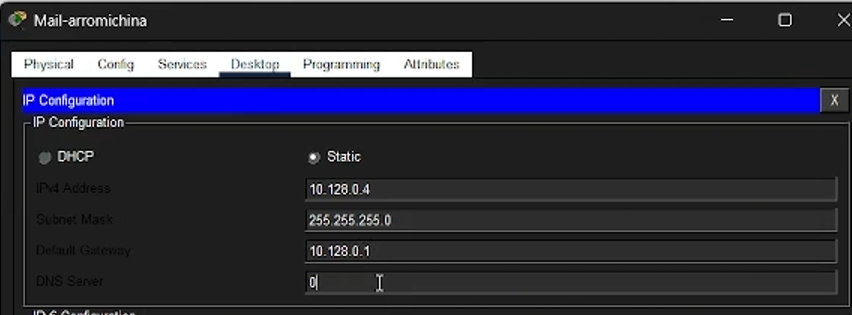 Mail-arromichina
Physical Config Services Desktop Programming Attributes
IP Configuration X
IP Configuration
DHCP Static
IPv4 Address 10.128.0.4
Subnet Mask 255.255.255.0
Default Gateway 10.128.0.1
DNS Server 0